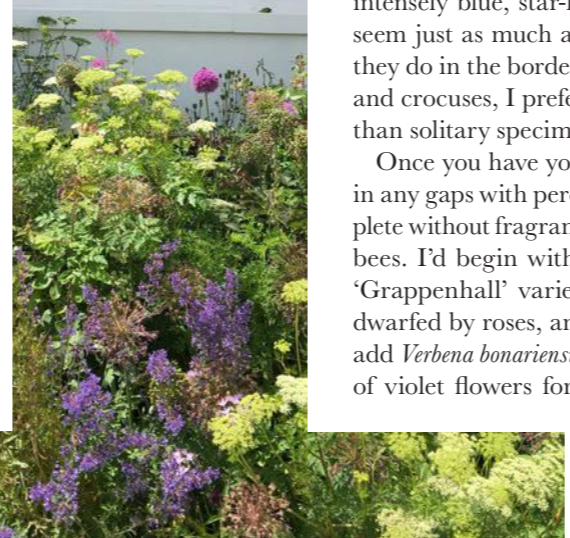 intensely blue, star-
seem just as much a
they do in the borde
and crocuses, I prefe
than solitary specim
Once you have yo
in any gaps with per
plete without fragran
bees. I'd begin with
‘Grappenhall’ varie
dwarfed by roses, an
add Verbena bonariens
of violet flowers for